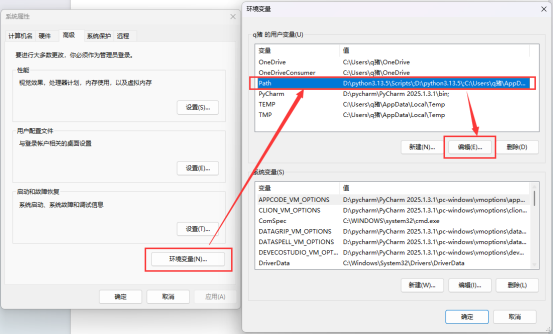 系统属性
计算机名 硬件 高级 系统保护 远程
要进行大多数更改，你必须作为管理员登录。
性能
视觉效果，处理器计划，内存使用，以及虚拟内存
设置(S)...
用户配置文件
与登录帐户相关的桌面设置
设置(E)...
启动和故障恢复
系统启动、系统故障和调试信息
设置(T)...
环境变量(N)...
确定 取消 应用(A)
环境变量
q猪 的用户变量(U)
变量 值
OneDrive C:\Users\q猪\OneDrive
OneDriveConsumer C:\Users\q猪\OneDrive
Path D:\python3.13.5\Scripts\;D:\python3.13.5\;C:\Users\q猪\AppD...
PyCharm D:\pycharm\PyCharm 2025.1.3.1\bin;
TEMP C:\Users\q猪\AppData\Local\Temp
TMP C:\Users\q猪\AppData\Local\Temp
新建(N)... 编辑(E)... 删除(D)
系统变量(S)
变量 值
APPCODE_VM_OPTIONS D:\pycharm\PyCharm 2025.1.3.1\pc-windows\vmoptions\app...
CLION_VM_OPTIONS D:\pycharm\PyCharm 2025.1.3.1\pc-windows\vmoptions\clion...
ComSpec C:\WINDOWS\system32\cmd.exe
DATAGRIP_VM_OPTIONS D:\pycharm\PyCharm 2025.1.3.1\pc-windows\vmoptions\data...
DATASPELL_VM_OPTIONS D:\pycharm\PyCharm 2025.1.3.1\pc-windows\vmoptions\data...
DEVECOSTUDIO_VM_OPT... D:\pycharm\PyCharm 2025.1.3.1\pc-windows\vmoptions\dev...
DriverData C:\Windows\System32\Drivers\DriverData
新建(W)... 编辑(I)... 删除(L)
确定 取消